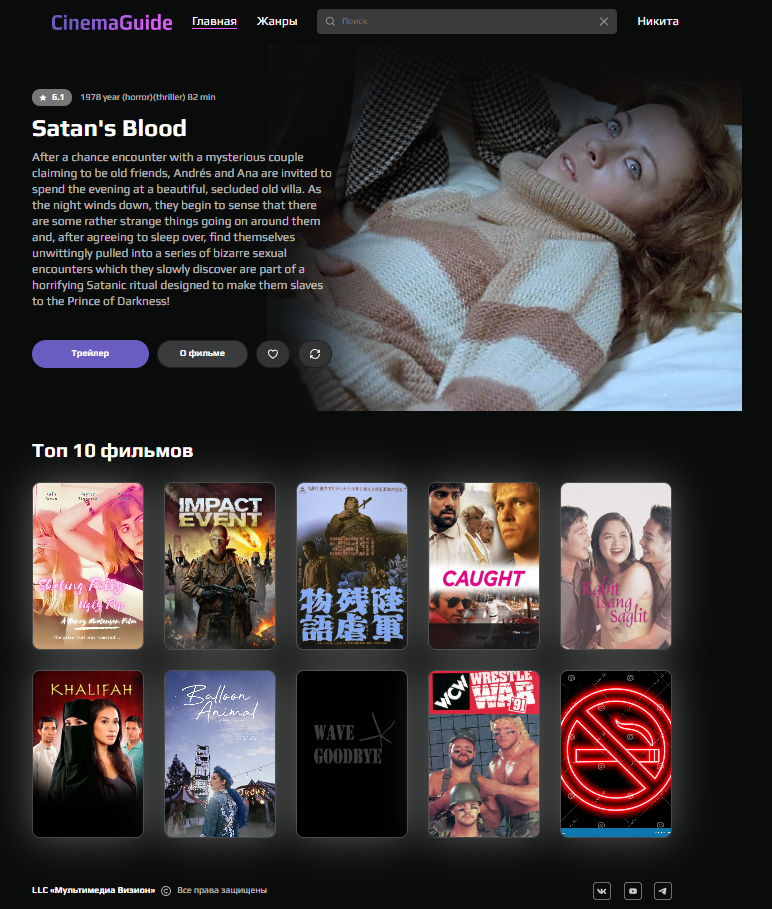 CinemaGuide Главная Жанры Поиск Никита
6.1 1978 year (horror)(thriller) 82 min
Satan's Blood
After a chance encounter with a mysterious couple
claiming to be old friends, Andrés and Ana are invited to
spend the evening at a beautiful, secluded old villa. As
the night winds down, they begin to sense that there
are some rather strange things going on around them
and, after agreeing to sleep over, find themselves
unwittingly pulled into a series of bizarre sexual
encounters which they slowly discover are part of a
horrifying Satanic ritual designed to make them slaves
to the Prince of Darkness!
Трейлер О фильме
Топ 10 фильмов
IMPACT
EVENT
陸軍
残虐
物語
CAUGHT
Kahit
Isang
Saglit
KHALIFAH
Balloon
Animal
WAVE
GOODBYE
WCW WRESTLE
WAR
'91
LLC «Мультимедиа Визион» © Все права защищены